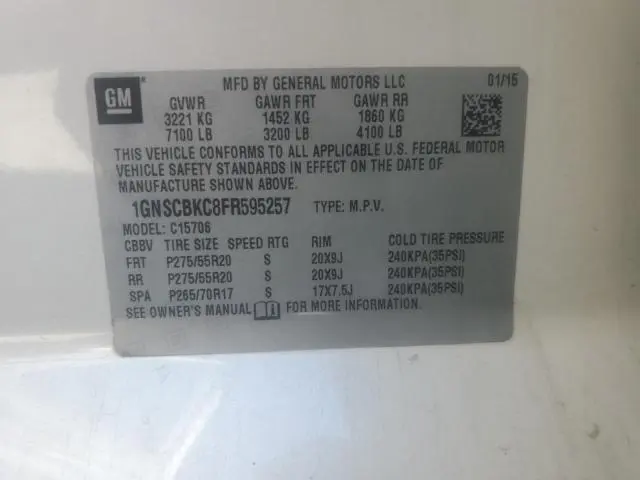 GM
MFD BY GENERAL MOTORS LLC 01/15
GVWR GAWR FRT GAWR RR
3221 KG 1452 KG 1860 KG
7100 LB 3200 LB 4100 LB
THIS VEHICLE CONFORMS TO ALL APPLICABLE U.S. FEDERAL MOTOR
VEHICLE SAFETY STANDARDS IN EFFECT ON THE DATE OF
MANUFACTURE SHOWN ABOVE.
1GNSCBKC8FR595257 TYPE: M.P.V.
MODEL: C15706
CBBV TIRE SIZE SPEED RTG RIM COLD TIRE PRESSURE
FRT P275/55R20 S 20X9J 240KPA(35PSI)
RR P275/55R20 S 20X9J 240KPA(35PSI)
SPA P265/70R17 S 17X7.5J 240KPA(35PSI)
SEE OWNER'S MANUAL FOR MORE INFORMATION.